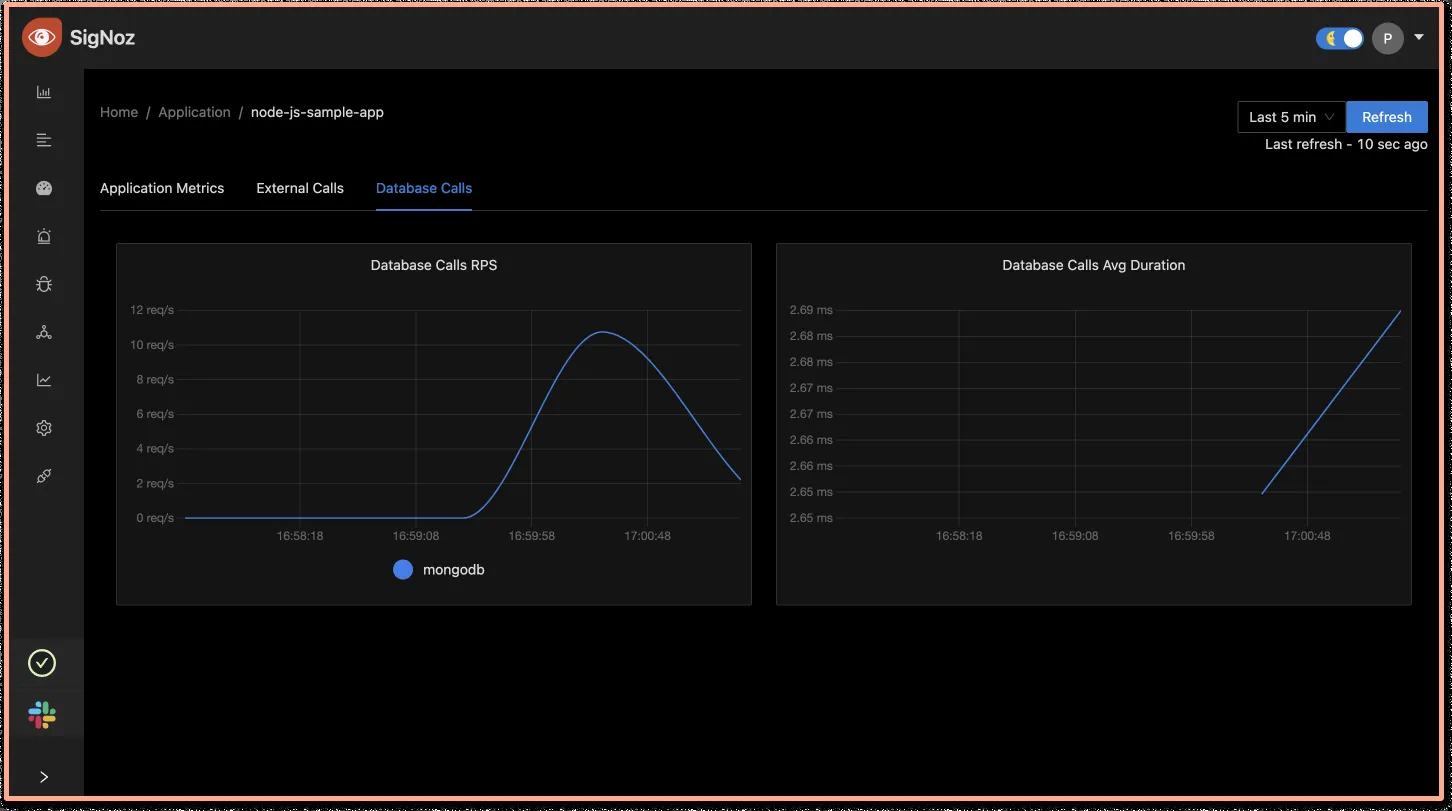 SigNoz
P
Home / Application / node-js-sample-app
Last 5 min
Refresh
Last refresh - 10 sec ago
Application Metrics
External Calls
Database Calls
Database Calls RPS
12 req/s
10 req/s
8 req/s
6 req/s
4 req/s
2 req/s
0 req/s
16:58:18
16:59:08
16:59:58
17:00:48
mongodb
Database Calls Avg Duration
2.69 ms
2.68 ms
2.68 ms
2.67 ms
2.67 ms
2.66 ms
2.66 ms
2.65 ms
2.65 ms
16:58:18
16:59:08
16:59:58
17:00:48